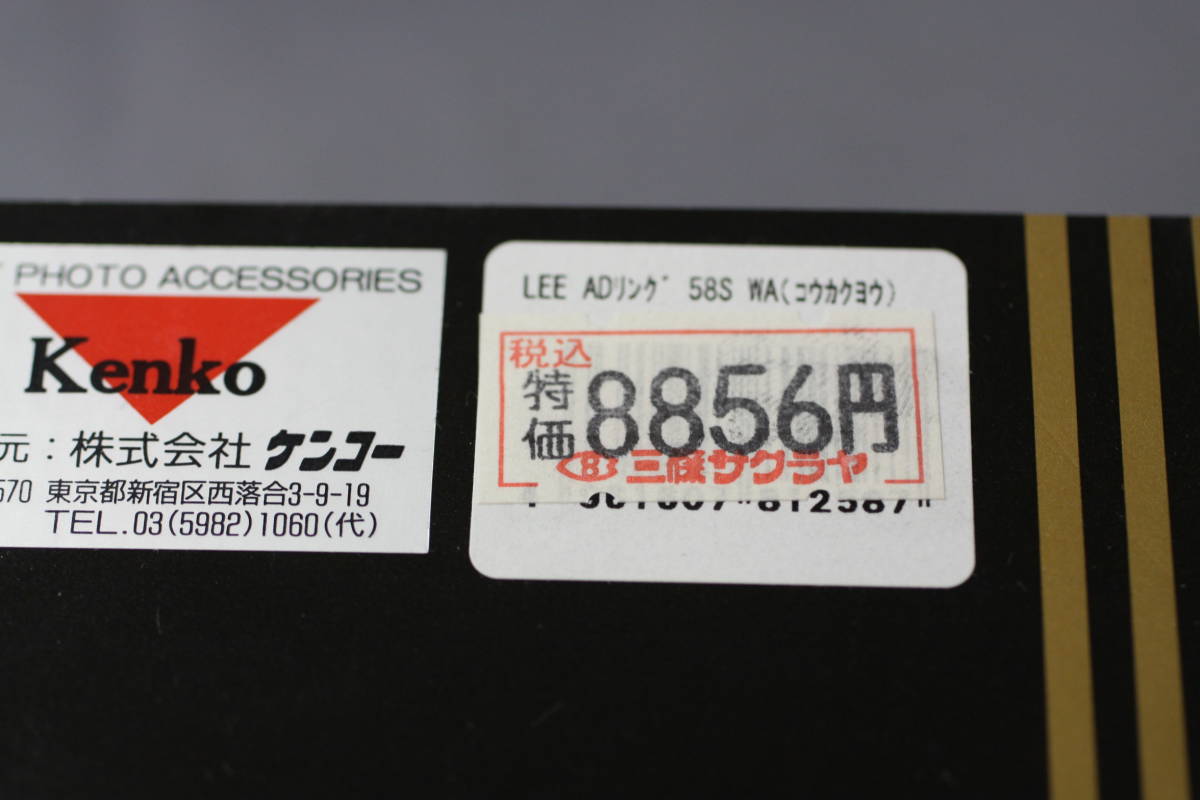 PHOTO ACCESSORIES
Kenko
元：株式会社 ケンコー
570 東京都新宿区西落合3-9-19
TEL.03(5982)1060(代)
LEE ADリング 58S WA(コウカクヨウ)
税込
特価 8856円
三條サクラヤ
812587